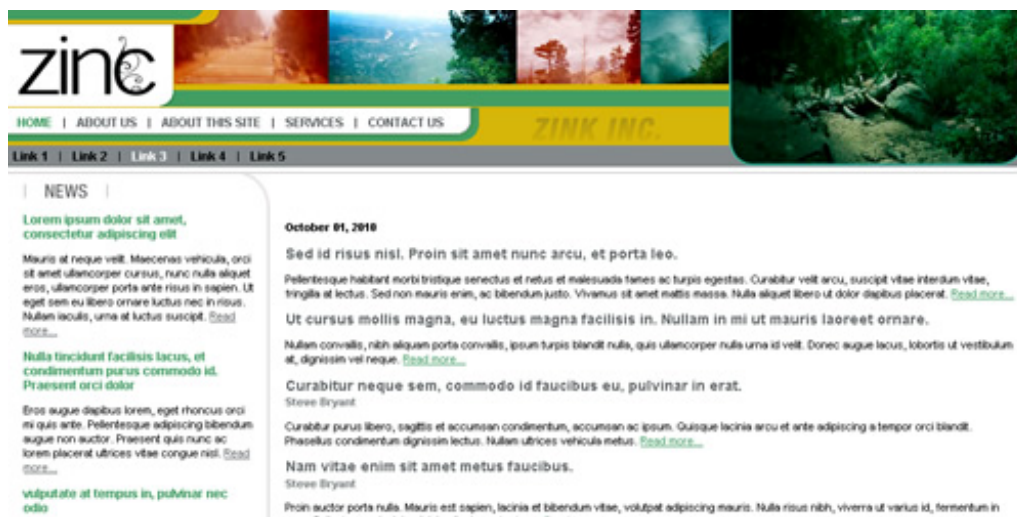 zinc
HOME | ABOUT US | ABOUT THIS SITE | SERVICES | CONTACT US
ZINK INC.
Link 1 | Link 2 | Link 3 | Link 4 | Link 5
| NEWS |
Lorem ipsum dolor sit amet,
consectetur adipiscing elit
Mauris at neque velit. Maecenas vehicula, orci
sit amet ullamcorper cursus, nunc nulla aliquet
eros, ullamcorper porta ante risus in sapien. Ut
eget sem eu libero ornare luctus nec in risus.
Nullam iaculis, urna at luctus suscipit. Read
more...
Nulla tincidunt facilisis lacus, et
condimentum purus commodo id.
Praesent orci dolor
Eros augue dapibus lorem, eget rhoncus orci
mi quis ante. Pellentesque adipiscing bibendum
augue non auctor. Praesent quis nunc ac
lorem placerat ultrices vitae congue nisl. Read
more...
vulputate at tempus in, pulvinar nec
odio
October 01, 2010
Sed id risus nisl. Proin sit amet nunc arcu, et porta leo.
Pellentesque habitant morbi tristique senectus et netus et malesuada fames ac turpis egestas. Curabitur velit arcu, suscipit vitae interdum vitae,
fringilla at lectus. Sed non mauris enim, ac bibendum justo. Vivamus sit amet mattis massa. Nulla aliquet libero ut dolor dapibus placerat. Read more...
Ut cursus mollis magna, eu luctus magna facilisis in. Nullam in mi ut mauris laoreet ornare.
Nullam convallis, nibh aliquam porta convallis, ipsum turpis blandit nulla, quis ullamcorper nulla urna id velit. Donec augue lacus, lobortis ut vestibulum
at, dignissim vel neque. Read more...
Curabitur neque sem, commodo id faucibus eu, pulvinar in erat.
Steve Bryant
Curabitur purus libero, sagittis et accumsan condimentum, accumsan ac ipsum. Quisque lacinia arcu et ante adipiscing a tempor orci blandit.
Phasellus condimentum dignissim lectus. Nullam ultrices vehicula metus. Read more...
Nam vitae enim sit amet metus faucibus.
Steve Bryant
Proin auctor porta nulla. Mauris est sapien, lacinia et bibendum vitae, volutpat adipiscing mauris. Nulla risus nibh, viverra ut varius id, fermentum in